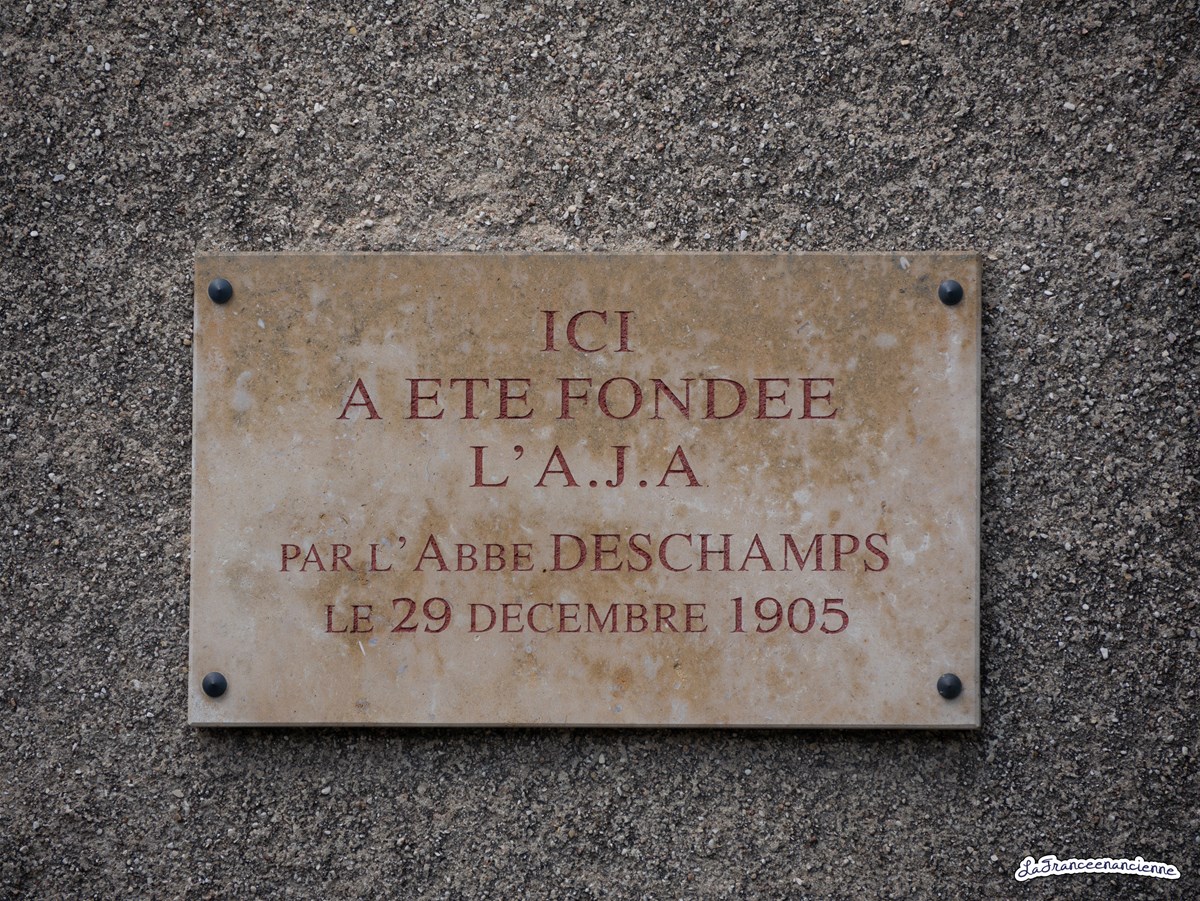 ICI
A ETE FONDEE
L'A.J.A
PAR L'ABBE DESCHAMPS
LE 29 DECEMBRE 1905
LaFranceenancienne